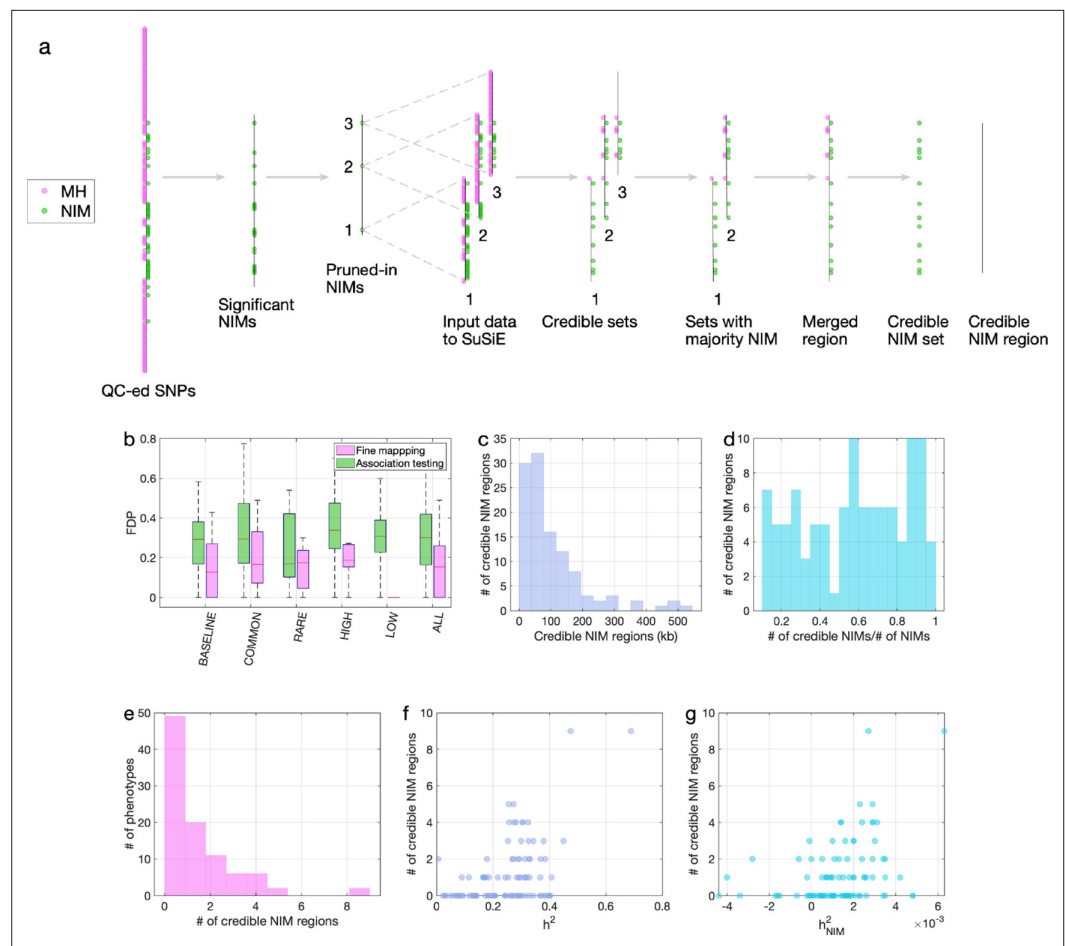 a
MH
NIM
3
2
1
3
2
1
3
2
1
2
1
QC-ed SNPs
Significant
NIMs
Pruned-in
NIMs
Input data
to SuSiE
Credible sets
Sets with
majority NIM
Merged
region
Credible
NIM set
Credible
NIM region
b
FDP
0.8
0.6
0.4
0.2
0
Fine mappping
Association testing
BASELINE
COMMON
RARE
HIGH
LOW
ALL
c
# of credible NIM regions
35
30
25
20
15
10
5
0
0 100 200 300 400 500
Credible NIM regions (kb)
d
# of credible NIM regions
10
8
6
4
2
0
0.2 0.4 0.6 0.8 1
# of credible NIMs/# of NIMs
e
# of phenotypes
50
40
30
20
10
0
0 2 4 6 8
# of credible NIM regions
f
# of credible NIM regions
10
8
6
4
2
0
0 0.2 0.4 0.6 0.8
h²
g
# of credible NIM regions
10
8
6
4
2
0
-4 -2 0 2 4 6
×10⁻³
h²NIM